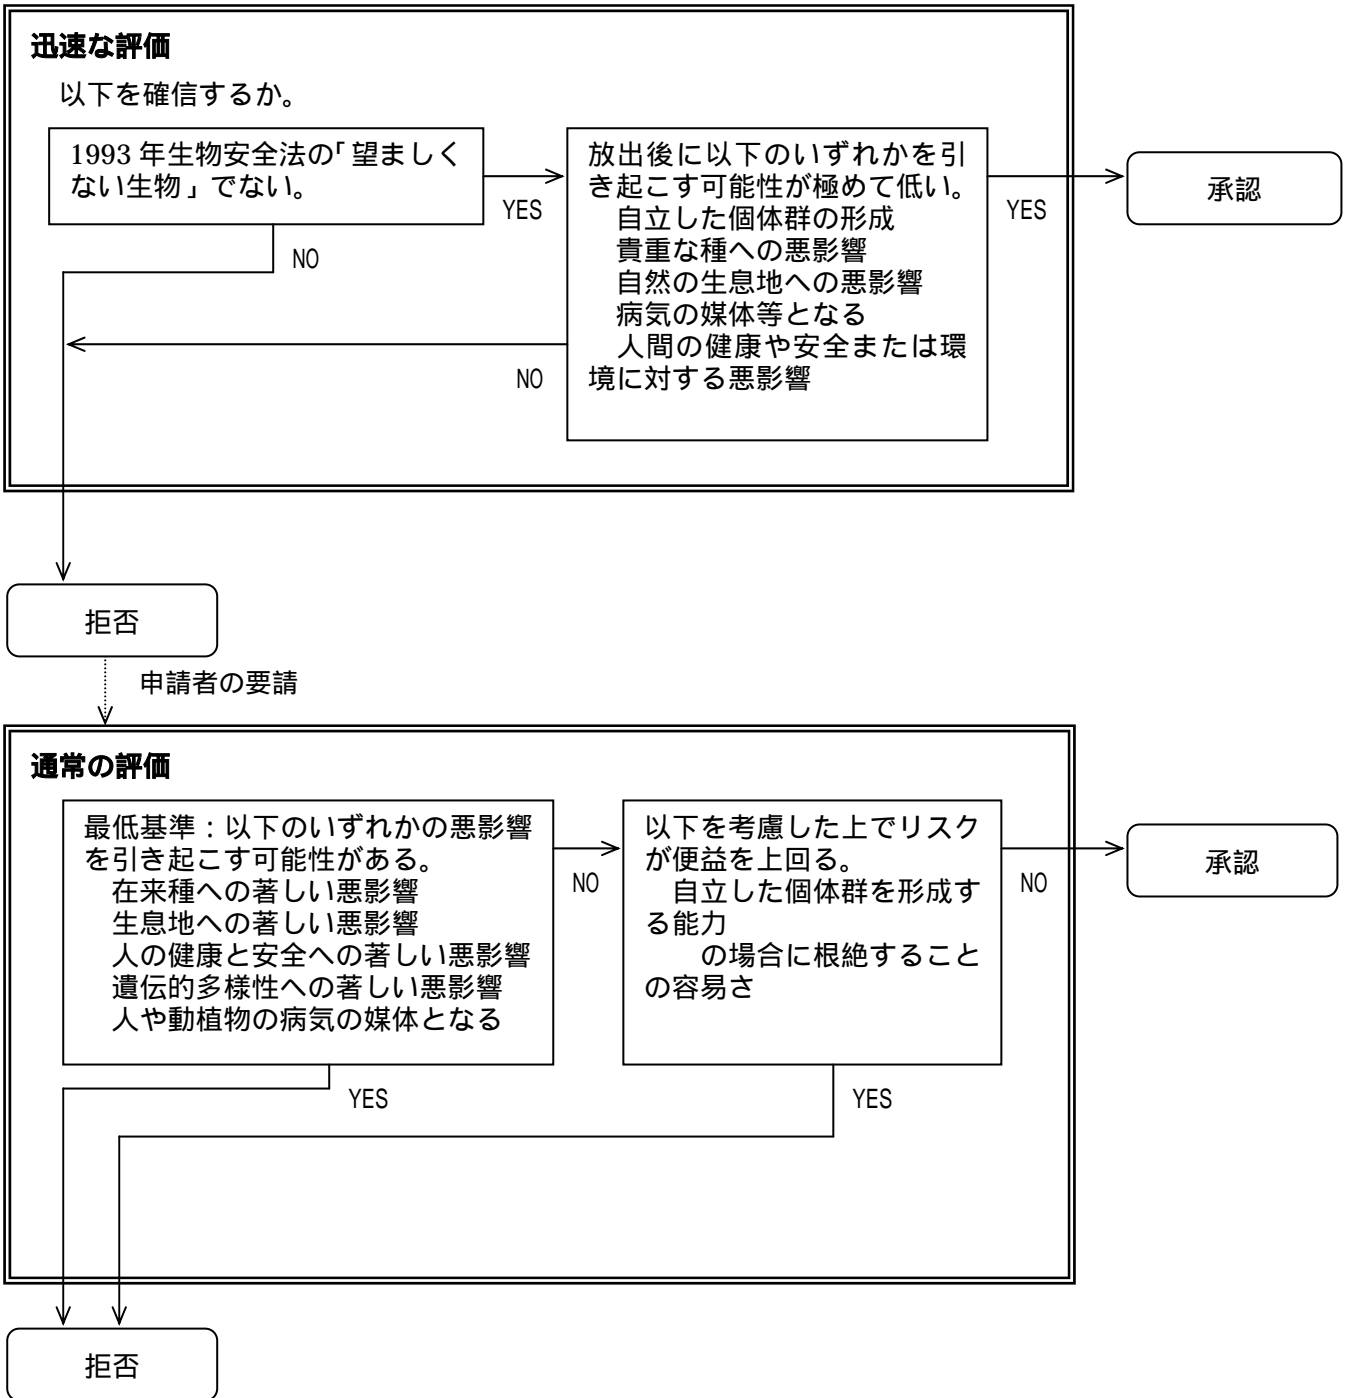 迅速な評価
以下を確信するか。
1993 年生物安全法の「望ましく
ない生物」でない。
YES
NO
放出後に以下のいずれかを引
き起こす可能性が極めて低い。
自立した個体群の形成
貴重な種への悪影響
自然の生息地への悪影響
病気の媒体等となる
人間の健康や安全または環
境に対する悪影響
YES
NO
承認
拒否
申請者の要請
通常の評価
最低基準：以下のいずれかの悪影響
を引き起こす可能性がある。
在来種への著しい悪影響
生息地への著しい悪影響
人の健康と安全への著しい悪影響
遺伝的多様性への著しい悪影響
人や動植物の病気の媒体となる
NO
YES
以下を考慮した上でリスク
が便益を上回る。
自立した個体群を形成す
る能力
の場合に根絶すること
の容易さ
NO
YES
承認
拒否